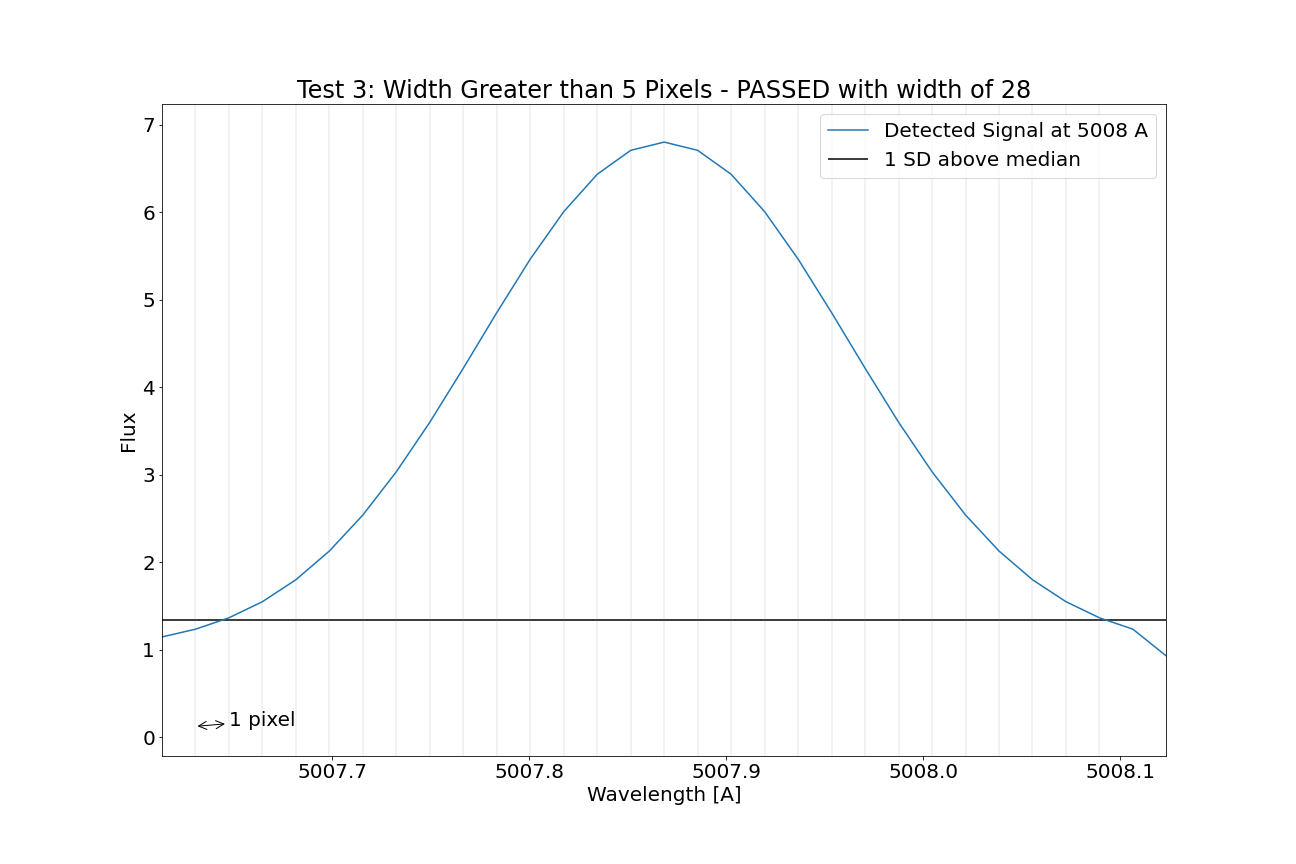 Test 3: Width Greater than 5 Pixels - PASSED with width of 28
Detected Signal at 5008 A
1 SD above median
7
6
5
4
3
2
1
0
Flux
1 pixel
5007.7 5007.8 5007.9 5008.0 5008.1
Wavelength [A]